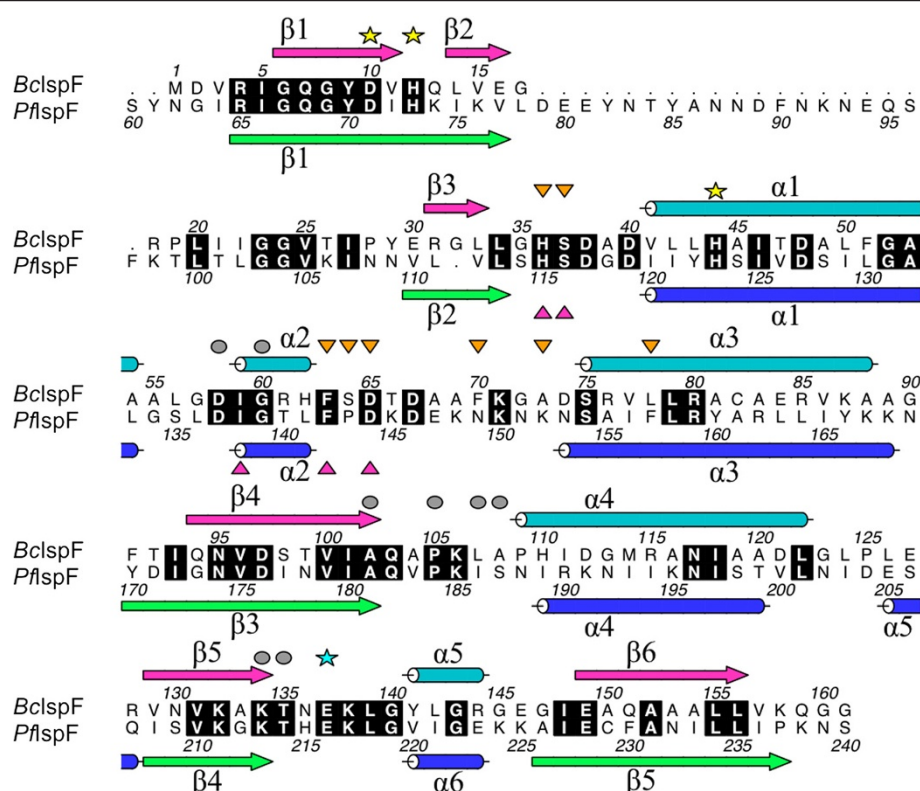 β1 β2
1 5 10 15
BcIspF . . M D V R I G Q G Y D V H Q L V E G . . . . . . . . . . . . . . . . . .
PfIspF S Y N G I R I G Q G Y D I H K I K V L D E E Y N T Y A N N D F N K N E Q S
60 65 70 75 80 85 90 95
β1
β3 α1
20 25 30 35 40 45 50
BcIspF . R P L I I G G V T I P Y E R G L L G H S D A D V L L H A I T D A L F G A
PfIspF F K T L T L G G V K I N N V L . V L S H S D G D I I Y H S I V D S I L G A
100 105 110 115 120 125 130
β2 α1
α2 α3
55 60 65 70 75 80 85 90
BcIspF A A L G D I G R H F S D T D A A F K G A D S R V L L R A C A E R V K A A G
PfIspF L G S L D I G T L F P D K D E K N K N K N S A I F L R Y A R L L I Y K K N
135 140 145 150 155 160 165
α2 α3
β4 α4
95 100 105 110 115 120 125
BcIspF F T I Q N V D S T V I A Q A P K L A P H I D G M R A N I A A D L G L P L E
PfIspF Y D I G N V D I N V I A Q V P K I S N I R K N I I K N I S T V L N I D E S
170 175 180 185 190 195 200 205
β3 α4 α5
β5 α5 β6
130 135 140 145 150 155 160
BcIspF R V N V K A K T N E K L G Y L G R G E G I E A Q A A A L L V K Q G G
PfIspF Q I S V K G K T H E K L G V I G E K K A I E C F A N I L L I P K N S
210 215 220 225 230 235 240
β4 α6 β5